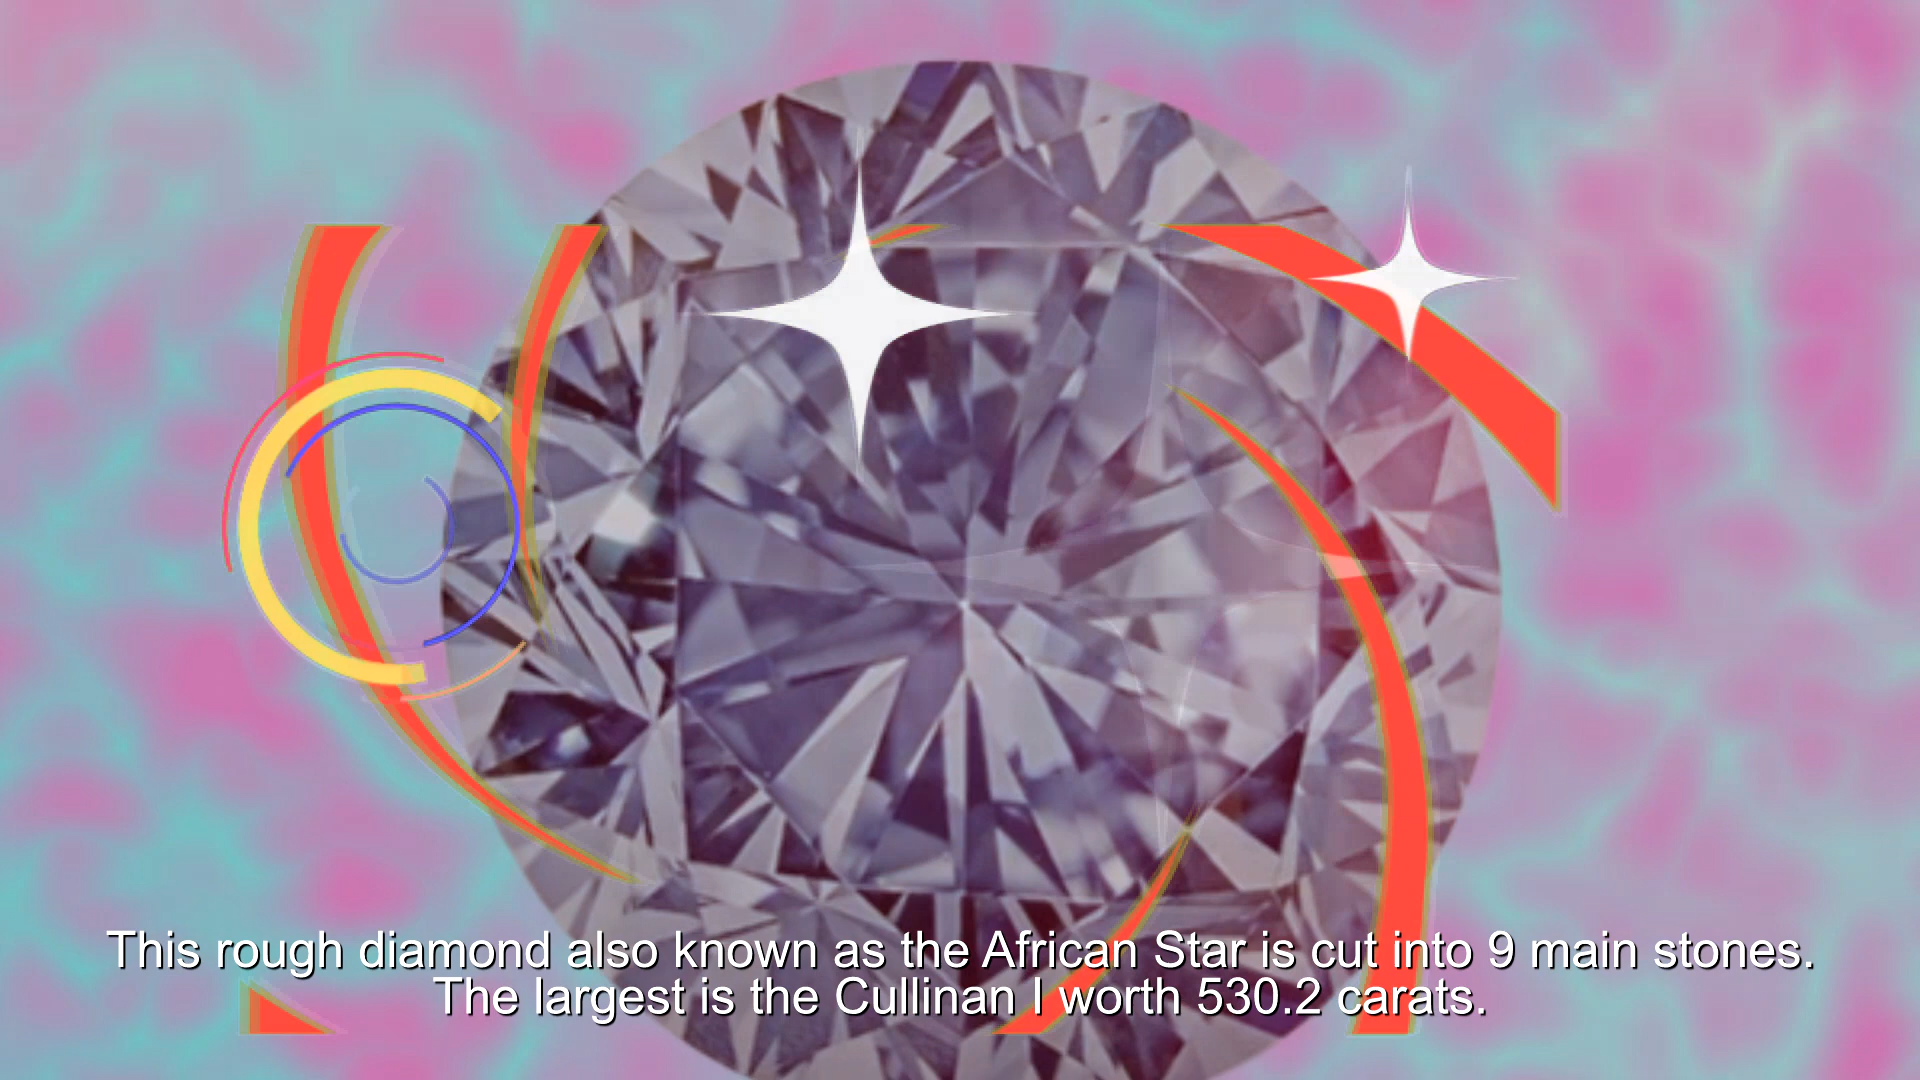 This rough diamond also known as the African Star is cut into 9 main stones.
The largest is the Cullinan I worth 530.2 carats.